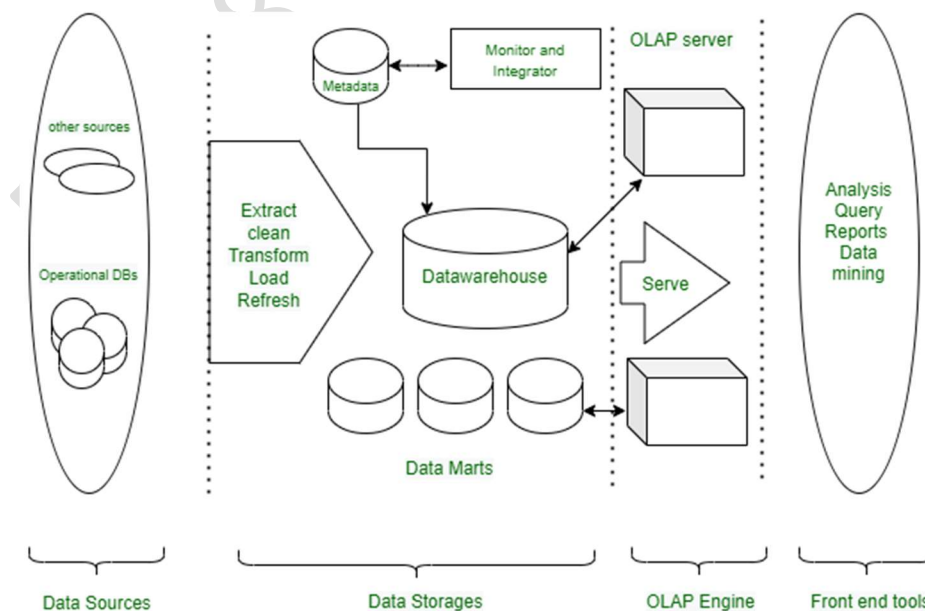 other sources
Operational DBs
Extract
clean
Transform
Load
Refresh
Metadata
Monitor and
Integrator
Datawarehouse
Data Marts
OLAP server
Serve
Analysis
Query
Reports
Data
mining
Data Sources
Data Storages
OLAP Engine
Front end tools